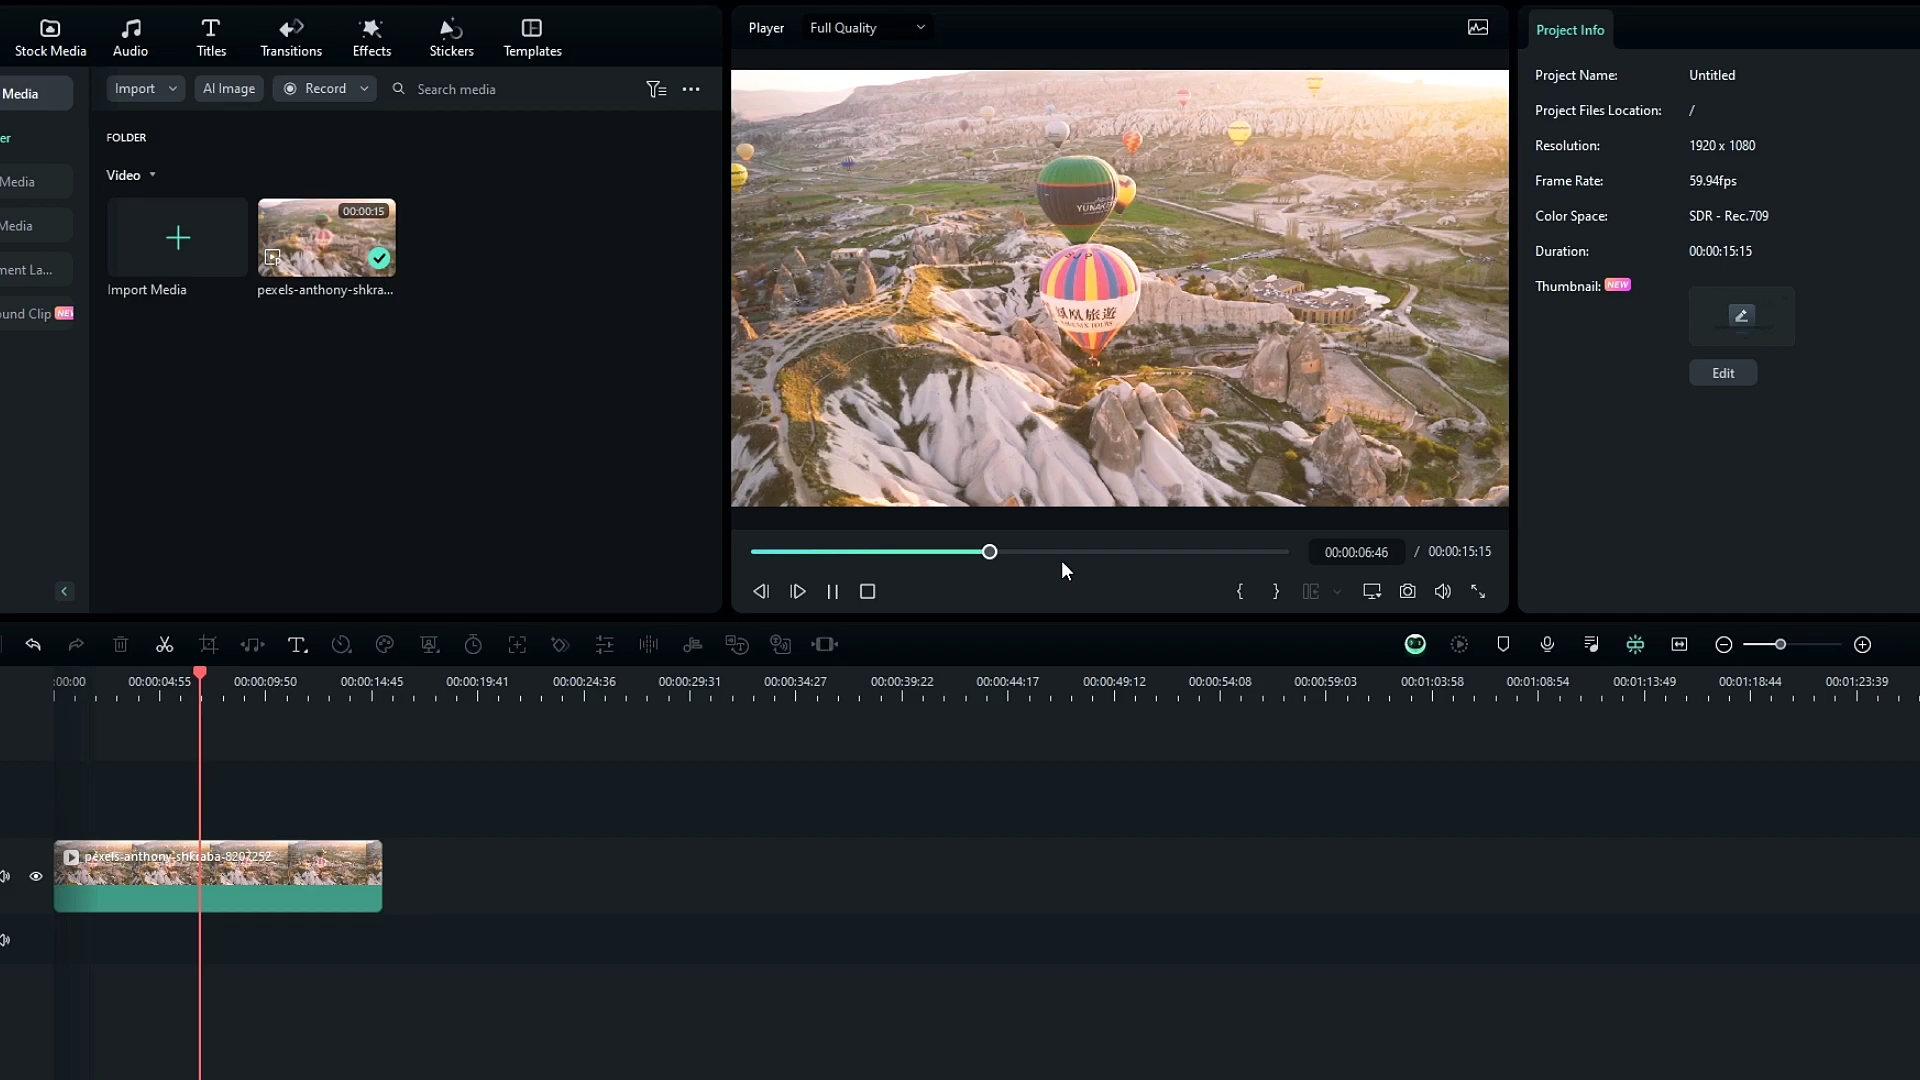 Stock Media
Audio
Titles
Transitions
Effects
Stickers
Templates
Media
er
Media
Media
ment La...
ound Clip NEW
Import
AI Image
Record
Search media
FOLDER
Video
Import Media
00:00:15
pexels-anthony-shkra...
Player
Full Quality
YUNAK
凤凰旅遊
00:00:06:46 / 00:00:15:15
Project Info
Project Name: Untitled
Project Files Location: /
Resolution: 1920 x 1080
Frame Rate: 59.94fps
Color Space: SDR - Rec.709
Duration: 00:00:15:15
Thumbnail: NEW
Edit
:00:00 00:00:04:55 00:00:09:50 00:00:14:45 00:00:19:41 00:00:24:36 00:00:29:31 00:00:34:27 00:00:39:22 00:00:44:17 00:00:49:12 00:00:54:08 00:00:59:03 00:01:03:58 00:01:08:54 00:01:13:49 00:01:18:44 00:01:23:39
pexels-anthony-shkraba-8207252